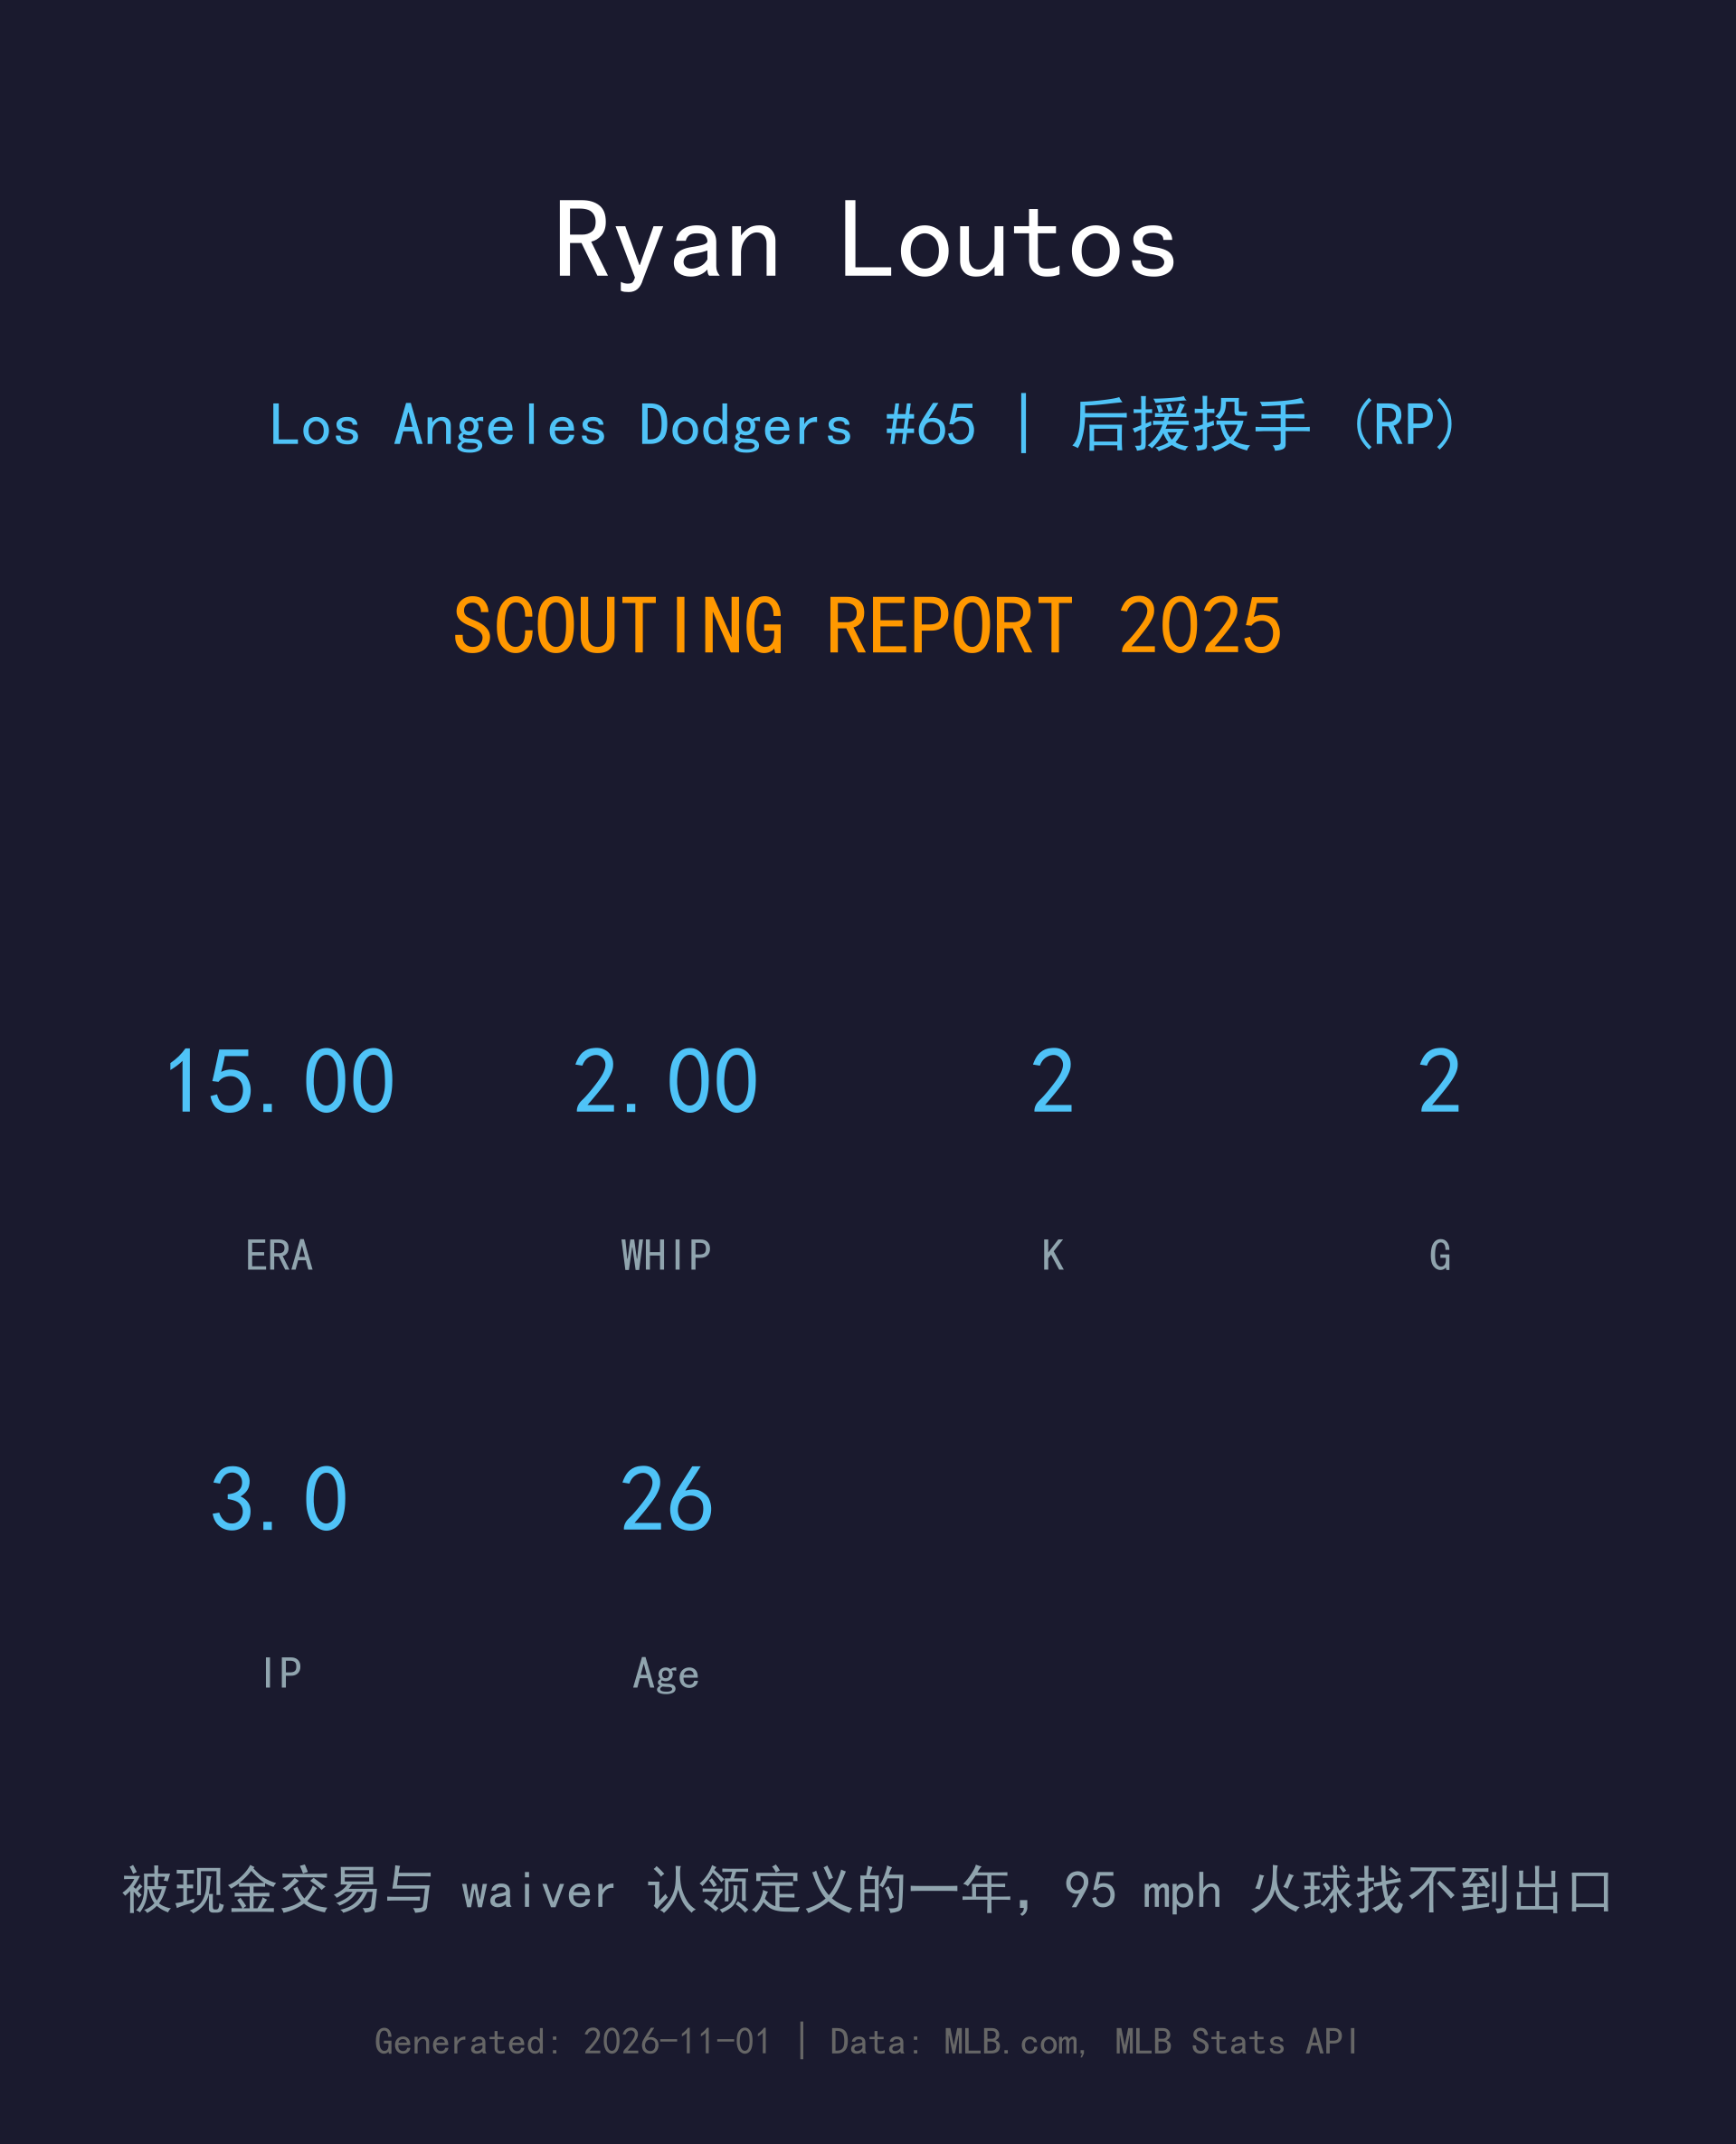 Ryan Loutos
Los Angeles Dodgers #65 | 后援投手 (RP)
SCOUTING REPORT 2025
15.00 2.00 2 2
ERA WHIP K G
3.0 26
IP Age
被现金交易与 waiver 认领定义的一年, 95 mph 火球找不到出口
Generated: 2026-11-01 | Data: MLB.com, MLB Stats API